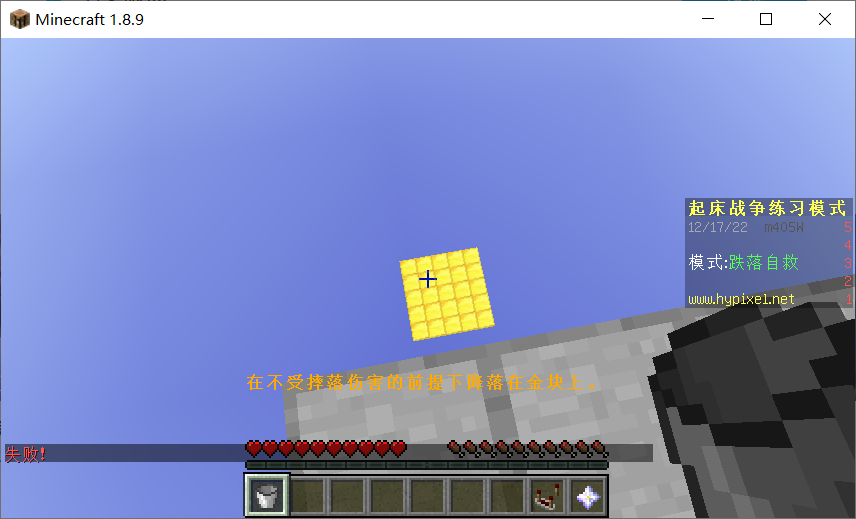 Minecraft 1.8.9
起床战争练习模式
12/17/22 m405W 5
4
模式:跌落自救 3
2
www.hypixel.net 1
在不受摔落伤害的前提下降落在金块上。
失败!